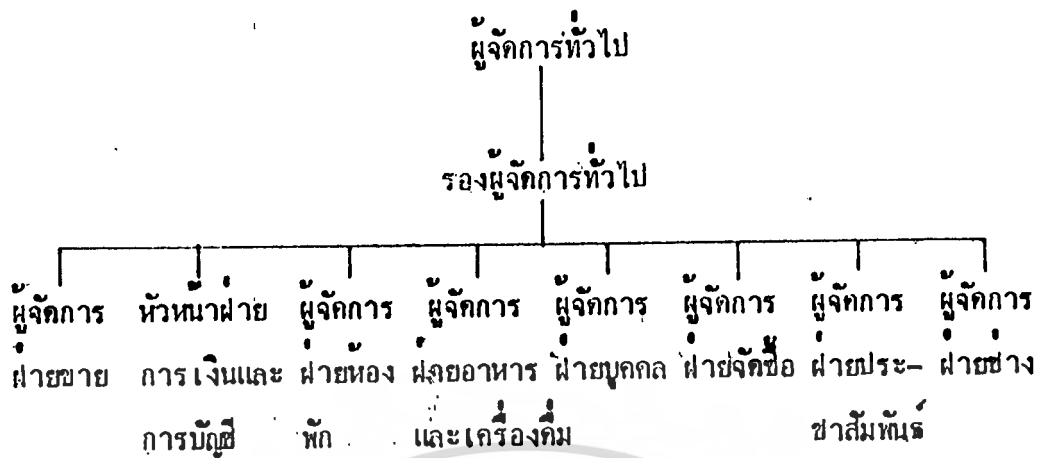 ผู้จัดการทั่วไป
รองผู้จัดการทั่วไป
ผู้จัดการ หัวหน้าฝ่าย ผู้จัดการ ผู้จัดการ ผู้จัดการ ผู้จัดการ ผู้จัดการ ผู้จัดการ
ฝ่ายขาย การเงินและ ฝ่ายห้อง ฝ่ายอาหาร ฝ่ายบุคคล ฝ่ายจัดซื้อ ฝ่ายประ- ฝ่ายช่าง
การบัญชี พัก และเครื่องดื่ม ชาสัมพันธ์